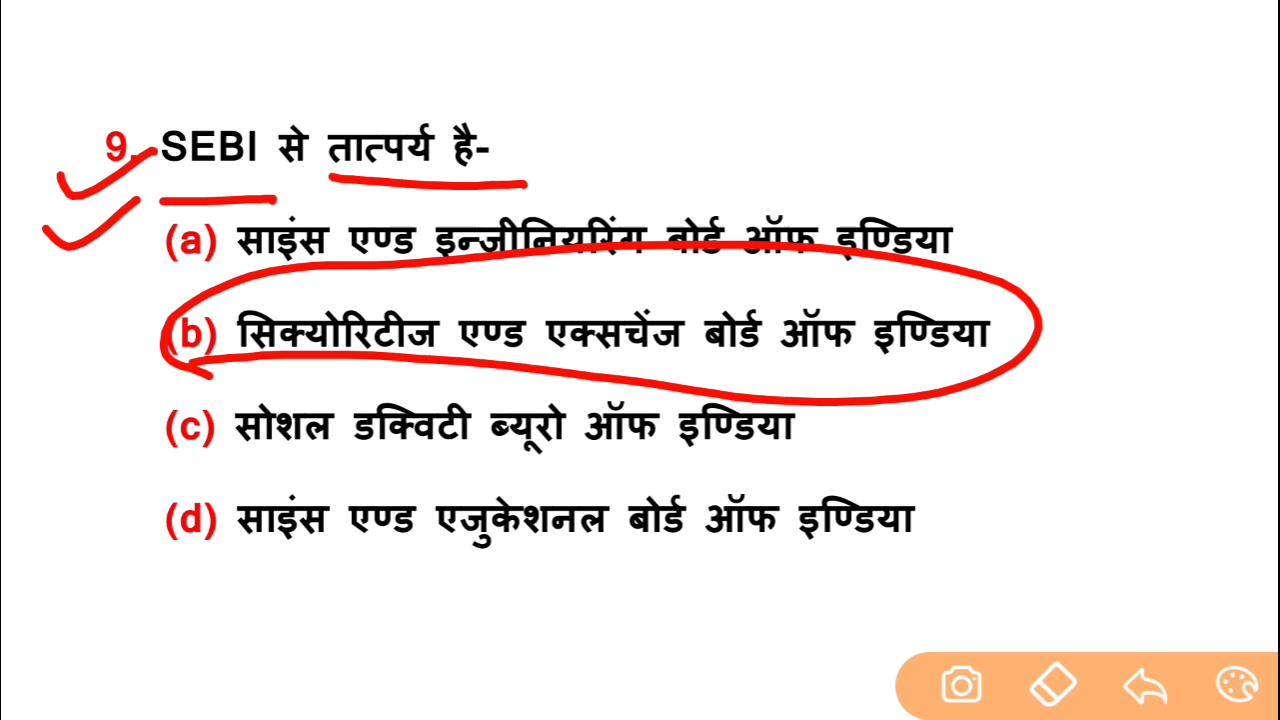 9. SEBI से तात्पर्य है-
(a) साइंस एण्ड इन्जीनियरिंग बोर्ड ऑफ इण्डिया
(b) सिक्योरिटीज एण्ड एक्सचेंज बोर्ड ऑफ इण्डिया
(c) सोशल डक्विटी ब्यूरो ऑफ इण्डिया
(d) साइंस एण्ड एजुकेशनल बोर्ड ऑफ इण्डिया